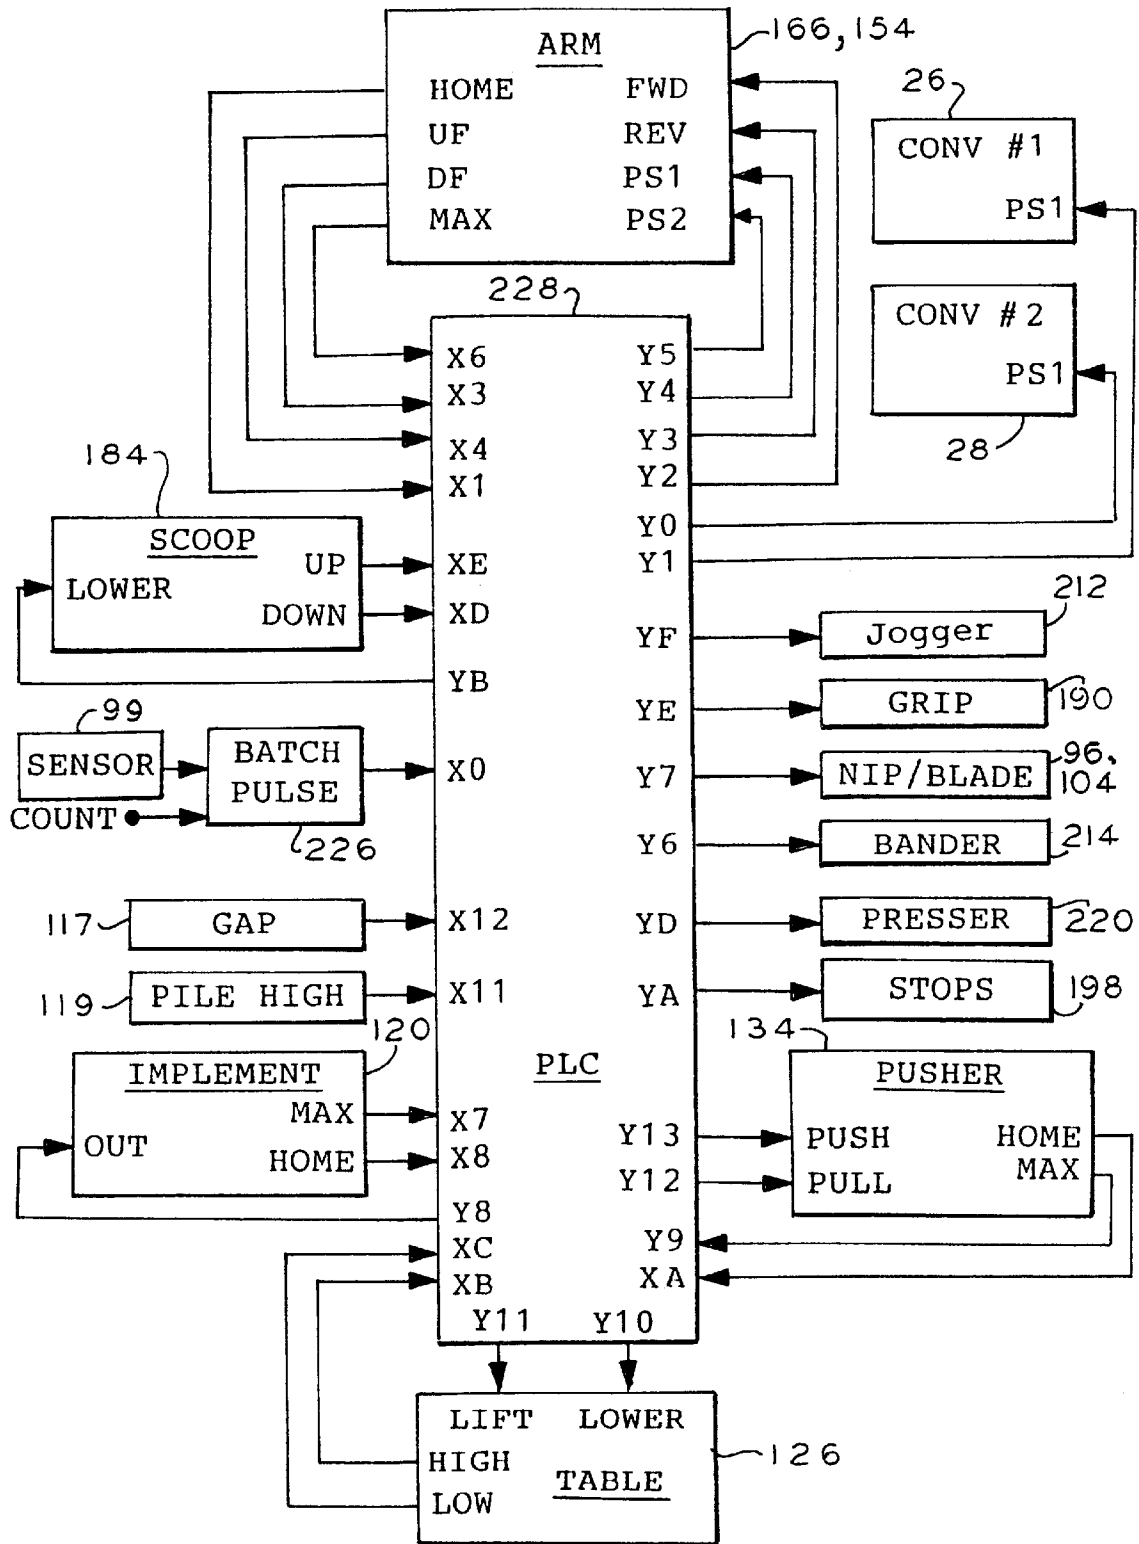 ARM
166, 154
HOME
FWD
UF
REV
DF
PS1
MAX
PS2
26
CONV #1
PS1
CONV #2
PS1
28
228
X6
Y5
X3
Y4
X4
Y3
X1
Y2
Y0
Y1
184
SCOOP
UP
LOWER
DOWN
XE
XD
YB
YF
Jogger
212
YE
GRIP
190
99
SENSOR
BATCH
PULSE
COUNT
226
X0
Y7
NIP/BLADE
96,
104
Y6
BANDER
214
117
GAP
X12
YD
PRESSER
220
119
PILE HIGH
X11
YA
STOPS
198
120
IMPLEMENT
MAX
OUT
HOME
X7
X8
Y8
PLC
134
PUSHER
Y13
PUSH
HOME
MAX
Y12
PULL
Y9
XC
XA
XB
Y11
Y10
LIFT
LOWER
HIGH
TABLE
LOW
126